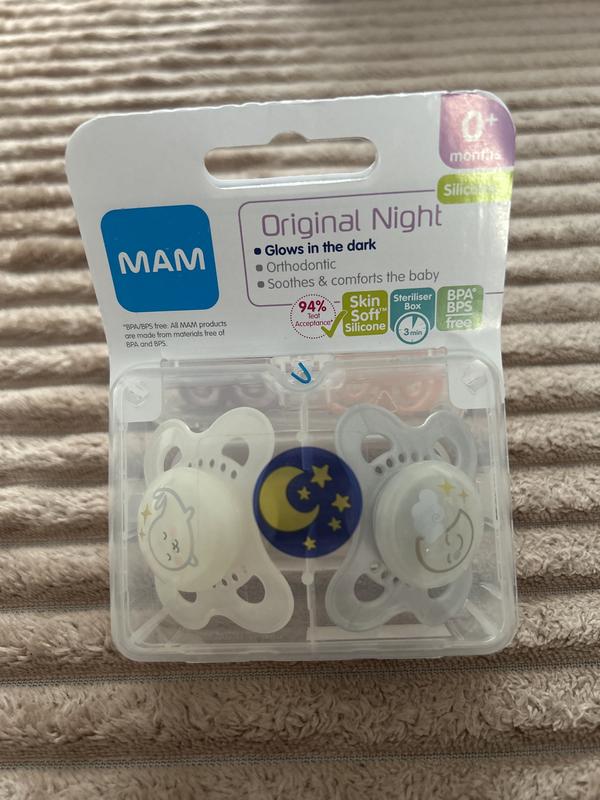 0+
months
Silicone
MAM
Original Night
• Glows in the dark
• Orthodontic
• Soothes & comforts the baby
94%
Teat
Acceptance*
Skin
Soft™
Silicone
Steriliser
Box
3 min
BPA*
BPS
free
*BPA/BPS free: All MAM products
are made from materials free of
BPA and BPS.